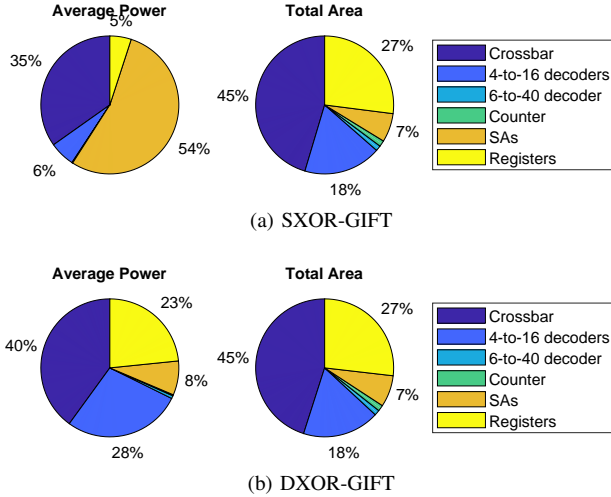 Average Power
Total Area
5%
35%
54%
6%
27%
45%
7%
18%
Crossbar
4-to-16 decoders
6-to-40 decoder
Counter
SAs
Registers
(a) SXOR-GIFT
Average Power
Total Area
23%
40%
8%
28%
27%
45%
7%
18%
Crossbar
4-to-16 decoders
6-to-40 decoder
Counter
SAs
Registers
(b) DXOR-GIFT